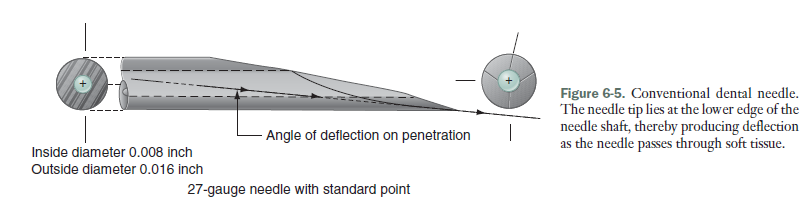 Angle of deflection on penetration
Inside diameter 0.008 inch
Outside diameter 0.016 inch
27-gauge needle with standard point
Figure 6-5. Conventional dental needle.
The needle tip lies at the lower edge of the
needle shaft, thereby producing deflection
as the needle passes through soft tissue.